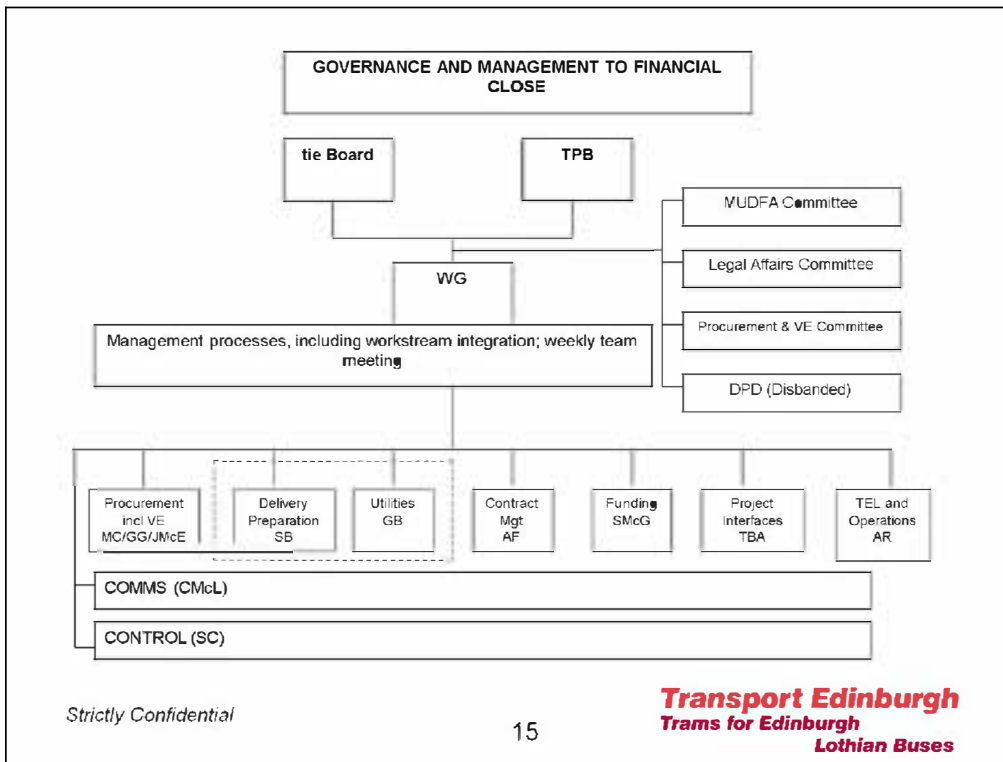 GOVERNANCE AND MANAGEMENT TO FINANCIAL
CLOSE
tie Board
TPB
MUDFA Committee
Legal Affairs Committee
WG
Procurement & VE Committee
Management processes, including workstream integration; weekly team
meeting
DPD (Disbanded)
Procurement
incl VE
MC/GG/JMcE
Delivery
Preparation
SB
Utilities
GB
Contract
Mgt
AF
Funding
SMcG
Project
Interfaces
TBA
TEL and
Operations
AR
COMMS (CMcL)
CONTROL (SC)
Strictly Confidential
15
Transport Edinburgh
Trams for Edinburgh
Lothian Buses